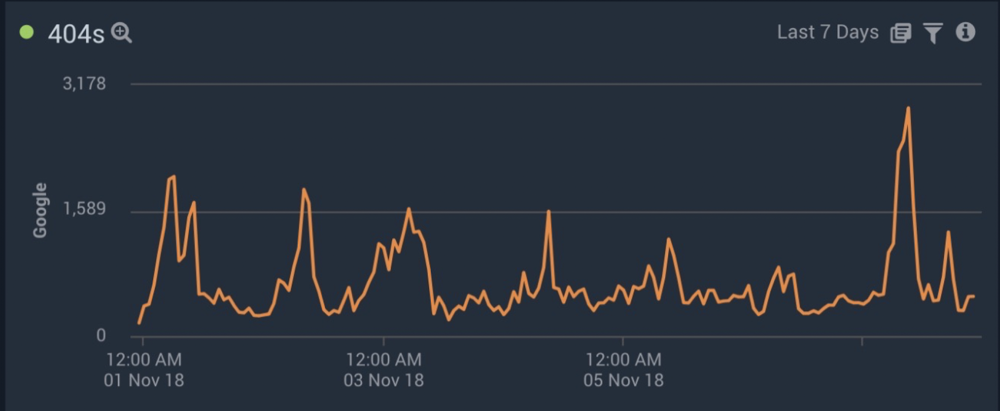 404s
Last 7 Days
3,178
1,589
0
Google
12:00 AM
01 Nov 18
12:00 AM
03 Nov 18
12:00 AM
05 Nov 18